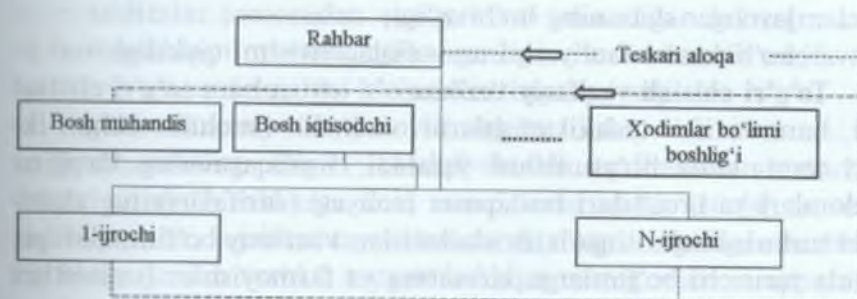 Rahbar
Teskari aloqa
Bosh muhandis
Bosh iqtisodchi
............
Xodimlar bo‘limi
boshlig‘i
1-ijrochi
N-ijrochi